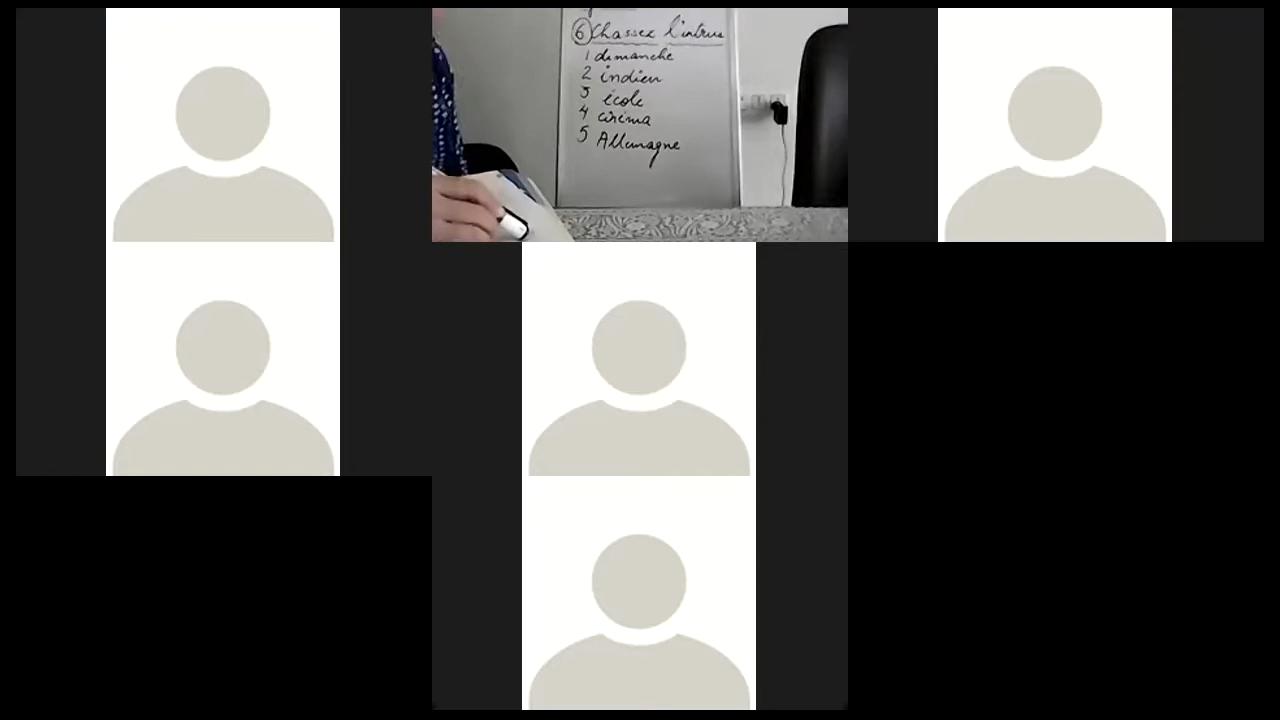 6 Chassez l'intrus
1 dimanche
2 indien
3 école
4 cinéma
5 Allemagne